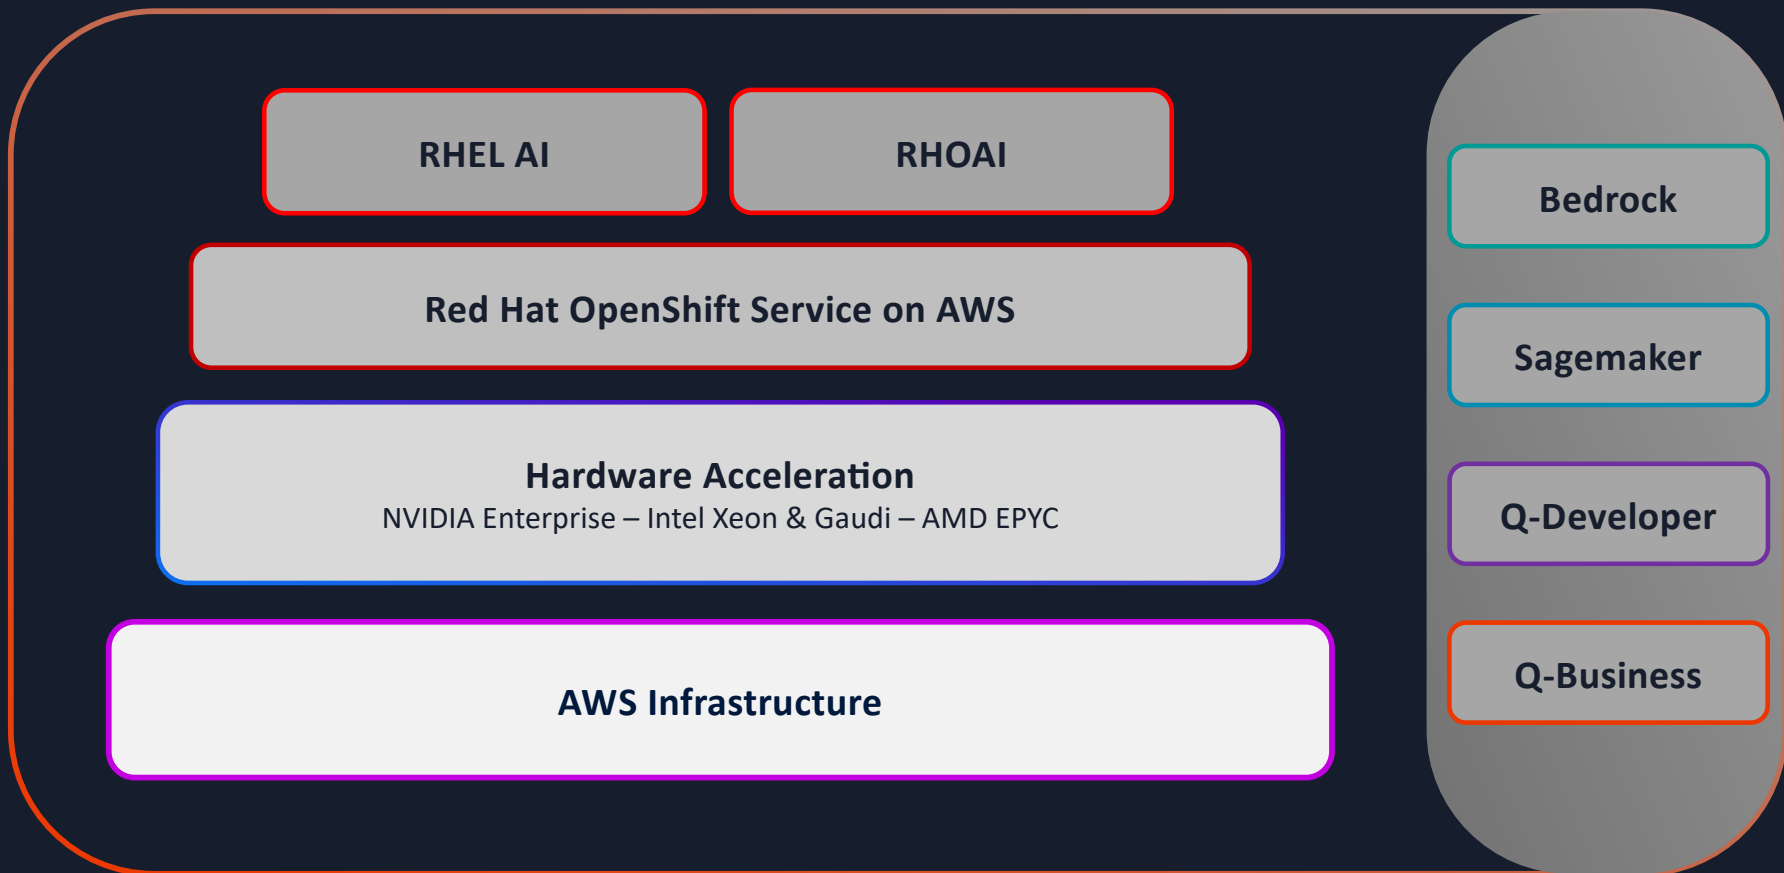 RHEL AI
RHOAI
Red Hat OpenShift Service on AWS
Hardware Acceleration
NVIDIA Enterprise – Intel Xeon & Gaudi – AMD EPYC
AWS Infrastructure
Bedrock
Sagemaker
Q-Developer
Q-Business